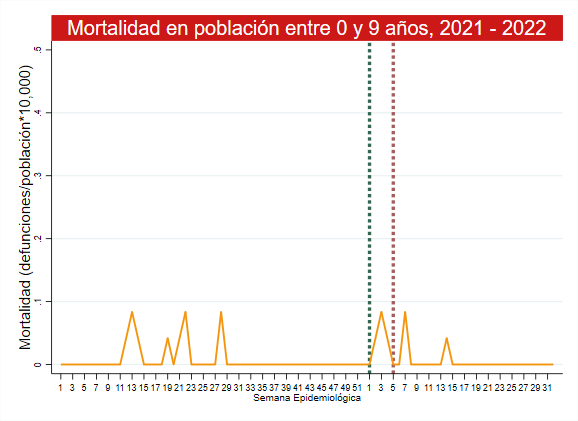 Mortalidad en población entre 0 y 9 años, 2021 - 2022
Mortalidad (defunciones/población*10,000)
.6
.4
.3
.2
.1
0
1 3 5 7 9 11 13 15 17 19 21 23 25 27 29 31 33 35 37 39 41 43 45 47 49 51 1 3 5 7 9 11 13 15 17 19 21 23 25 27 29 31
Semana Epidemiológica